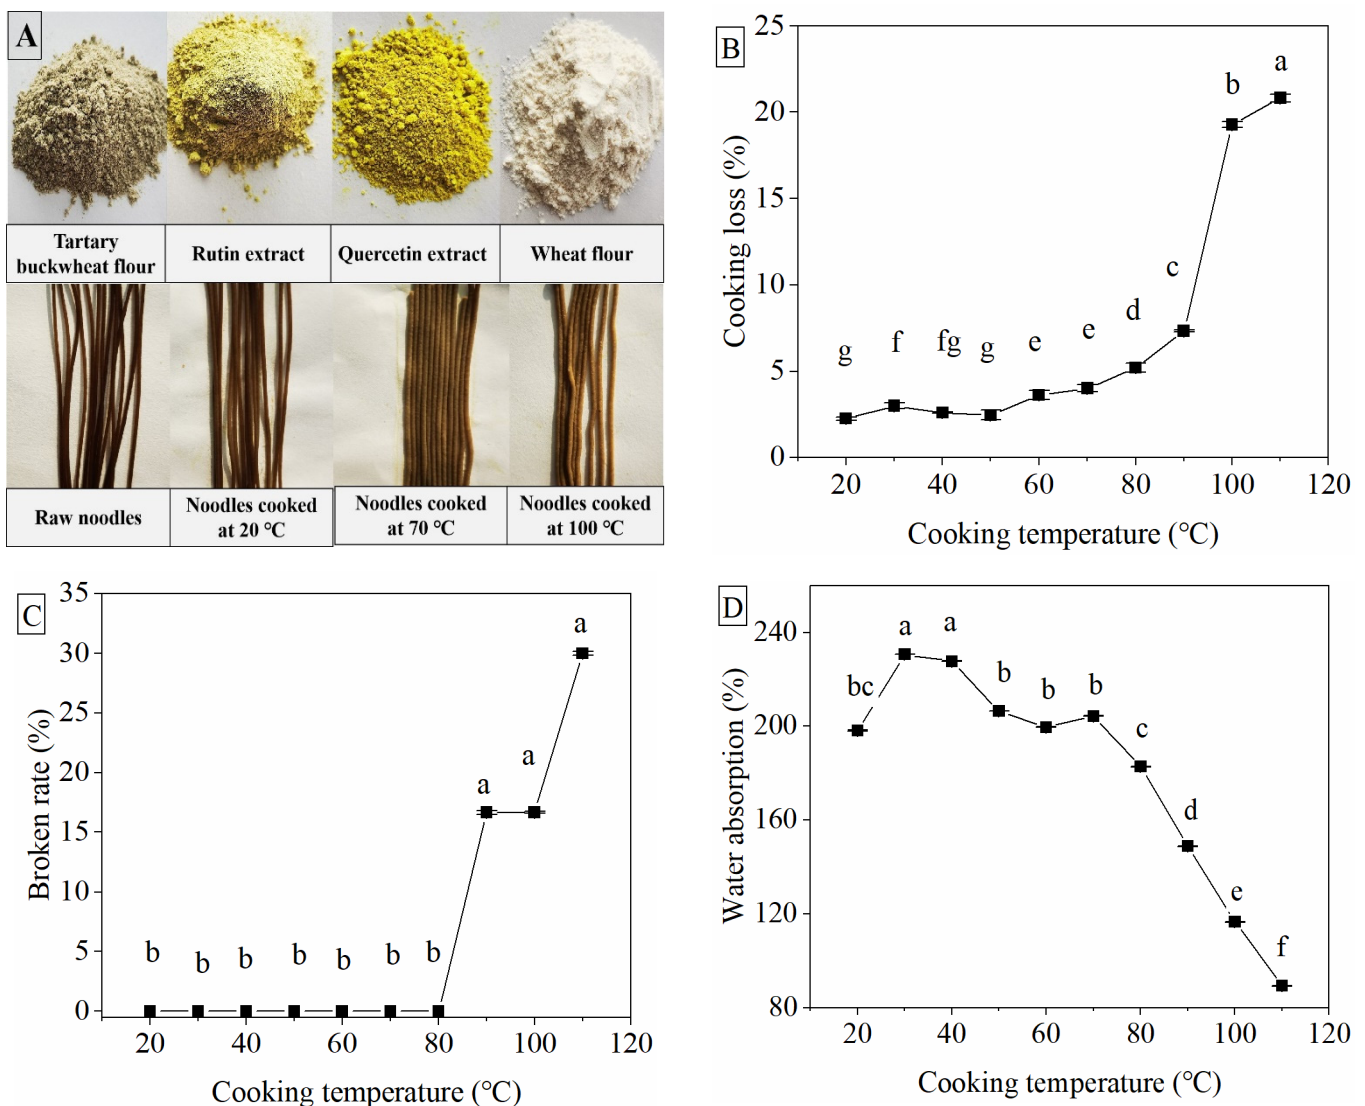 A
Tartary
buckwheat flour
Rutin extract
Quercetin extract
Wheat flour
Raw noodles
Noodles cooked
at 20 °C
Noodles cooked
at 70 °C
Noodles cooked
at 100 °C
B
Cooking loss (%)
25
20
15
10
5
0
g f fg g e e d c b a
20 40 60 80 100 120
Cooking temperature (°C)
C
Broken rate (%)
35
30
25
20
15
10
5
0
b b b b b b b a a a
20 40 60 80 100 120
Cooking temperature (°C)
D
Water absorption (%)
240
200
160
120
80
bc a a b b b c d e f
20 40 60 80 100 120
Cooking temperature (°C)